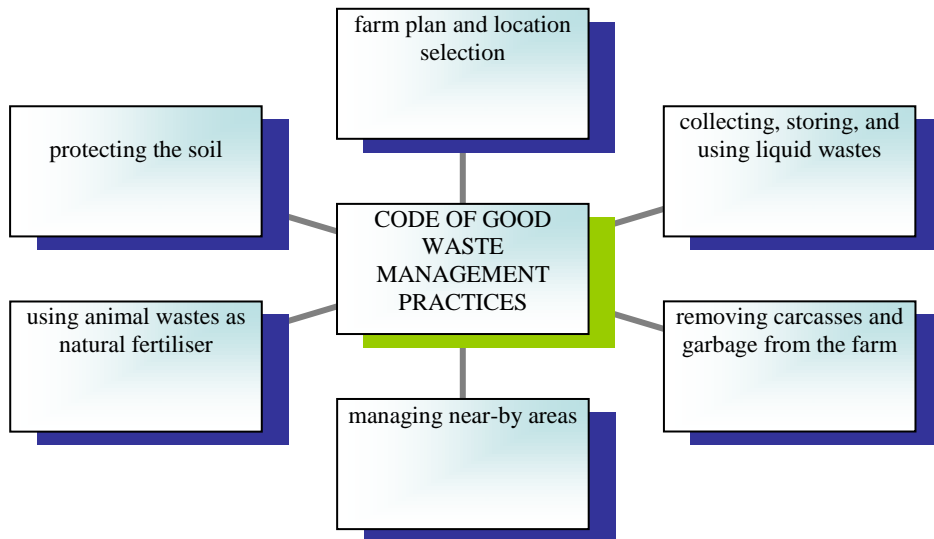 farm plan and location
selection
protecting the soil
collecting, storing, and
using liquid wastes
CODE OF GOOD
WASTE
MANAGEMENT
PRACTICES
using animal wastes as
natural fertiliser
removing carcasses and
garbage from the farm
managing near-by areas